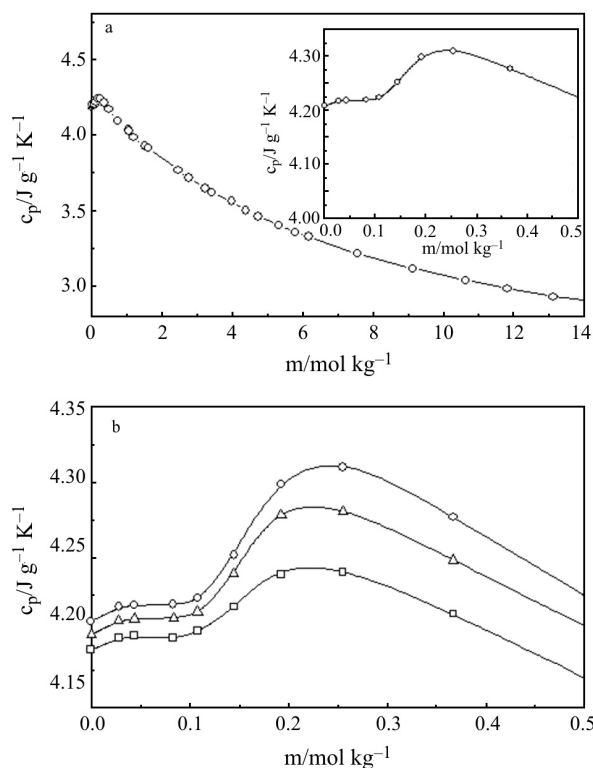 a
c_p/J g⁻¹ K⁻¹
4.5
4.0
3.5
3.0
0 2 4 6 8 10 12 14
m/mol kg⁻¹
c_p/J g⁻¹ K⁻¹
4.30
4.20
4.10
4.00
0.0 0.1 0.2 0.3 0.4 0.5
m/mol kg⁻¹
b
c_p/J g⁻¹ K⁻¹
4.35
4.30
4.25
4.20
4.15
0.0 0.1 0.2 0.3 0.4 0.5
m/mol kg⁻¹